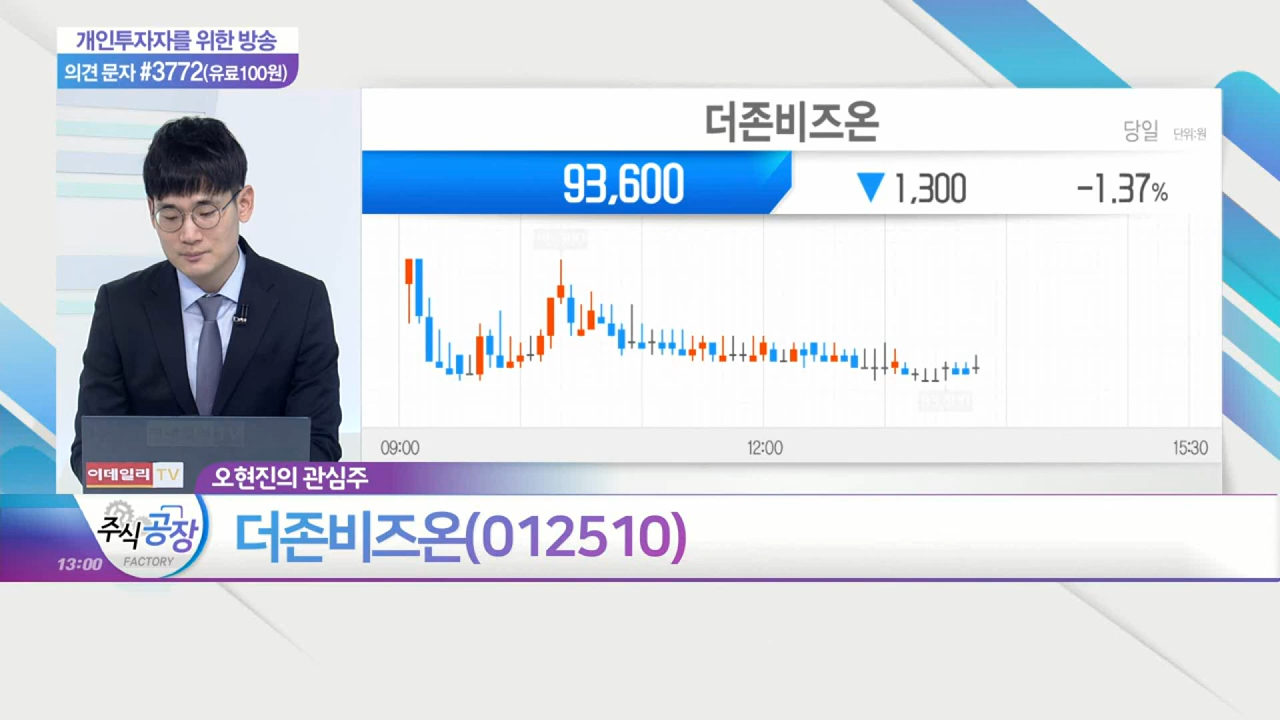 개인투자자를 위한 방송
의견 문자 #3772(유료100원)
더존비즈온
당일 단위:원
93,600 ▼ 1,300 -1.37%
09:00 12:00 15:30
이데일리 TV
오현진의 관심주
주식공장
FACTORY
13:00
더존비즈온(012510)